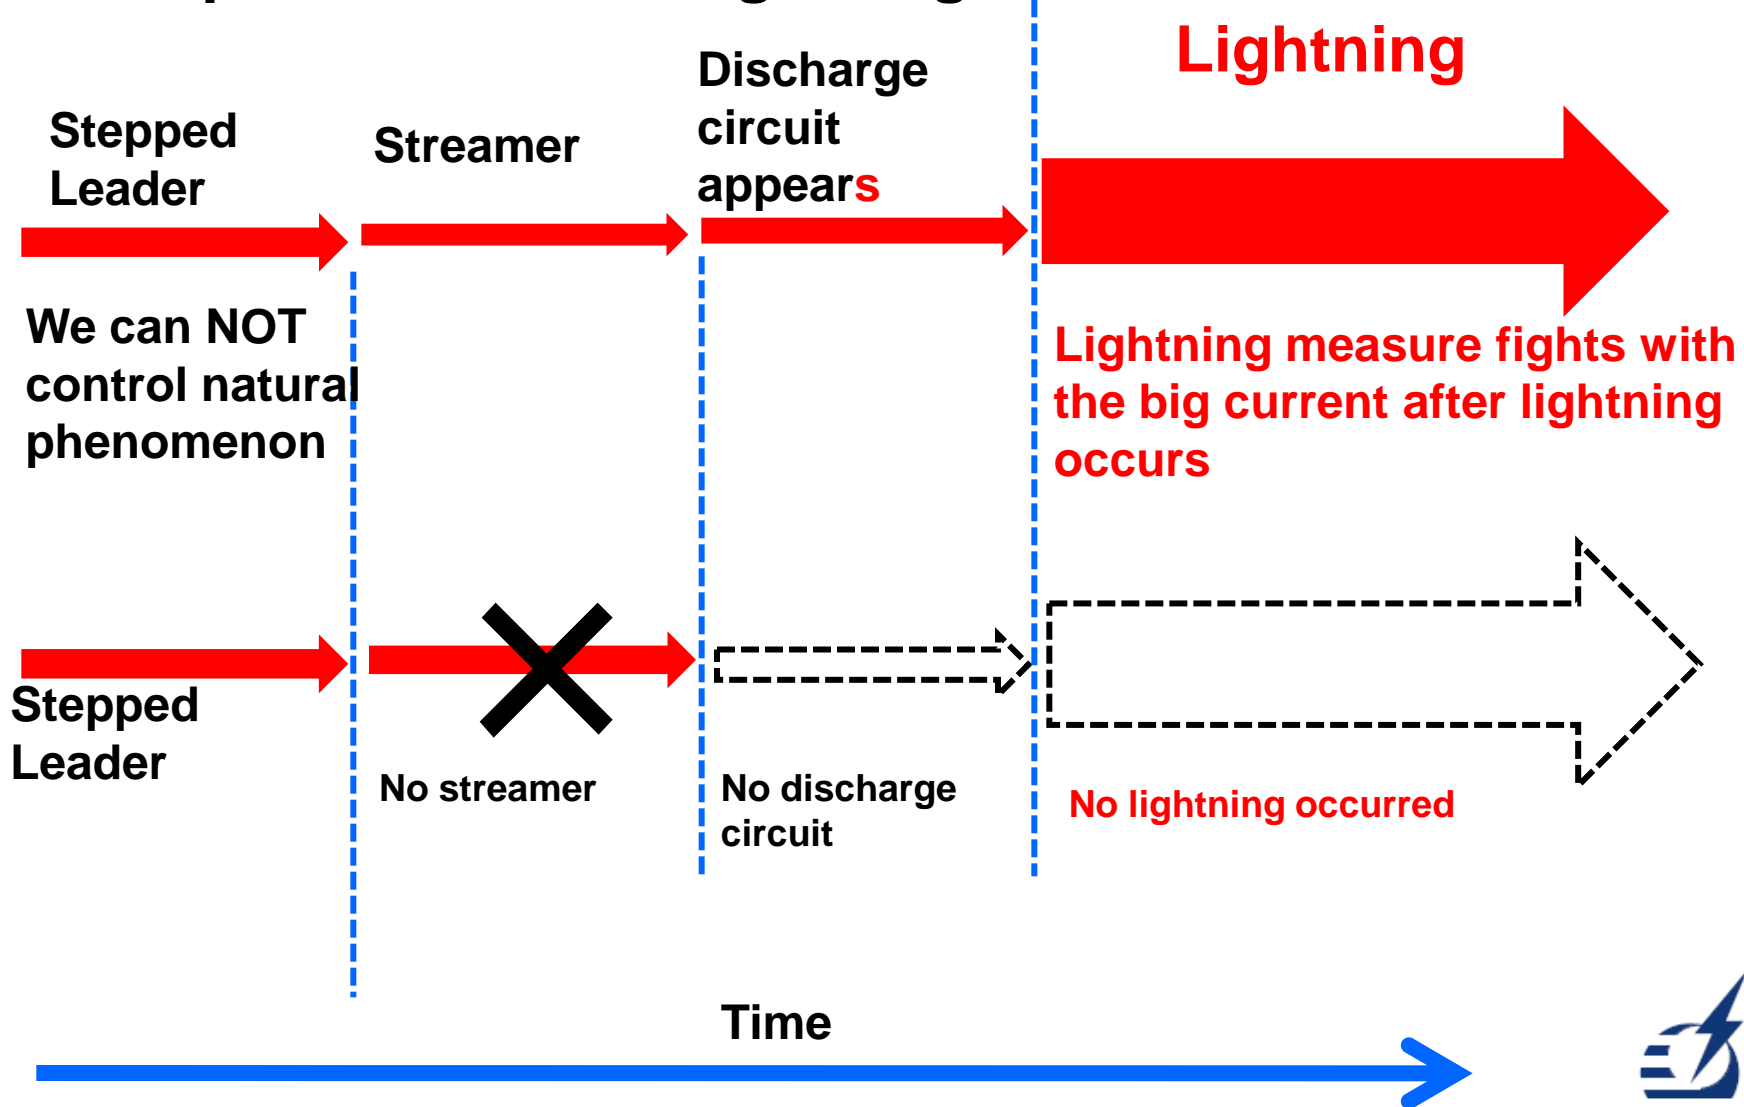 Lightning
Discharge
circuit
appears
Stepped
Leader
Streamer
We can NOT
control natural
phenomenon
Lightning measure fights with
the big current after lightning
occurs
Stepped
Leader
No streamer
No discharge
circuit
No lightning occurred
Time